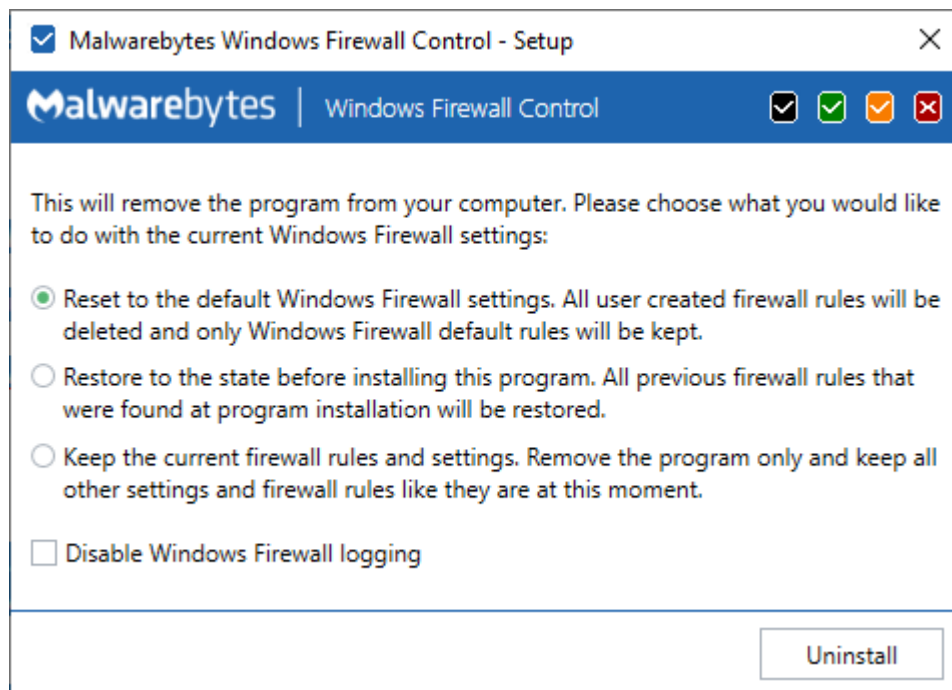 Malwarebytes Windows Firewall Control - Setup
Malwarebytes | Windows Firewall Control
This will remove the program from your computer. Please choose what you would like
to do with the current Windows Firewall settings:
Reset to the default Windows Firewall settings. All user created firewall rules will be
deleted and only Windows Firewall default rules will be kept.
Restore to the state before installing this program. All previous firewall rules that
were found at program installation will be restored.
Keep the current firewall rules and settings. Remove the program only and keep all
other settings and firewall rules like they are at this moment.
Disable Windows Firewall logging
Uninstall